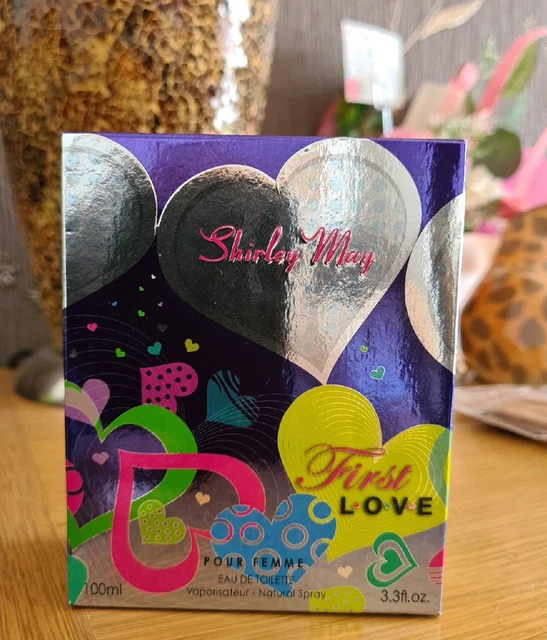 Shirley May
First
LOVE
POUR FEMME
EAU DE TOILETTE
Vaporisateur - Natural Spray
100ml
3.3fl.oz.